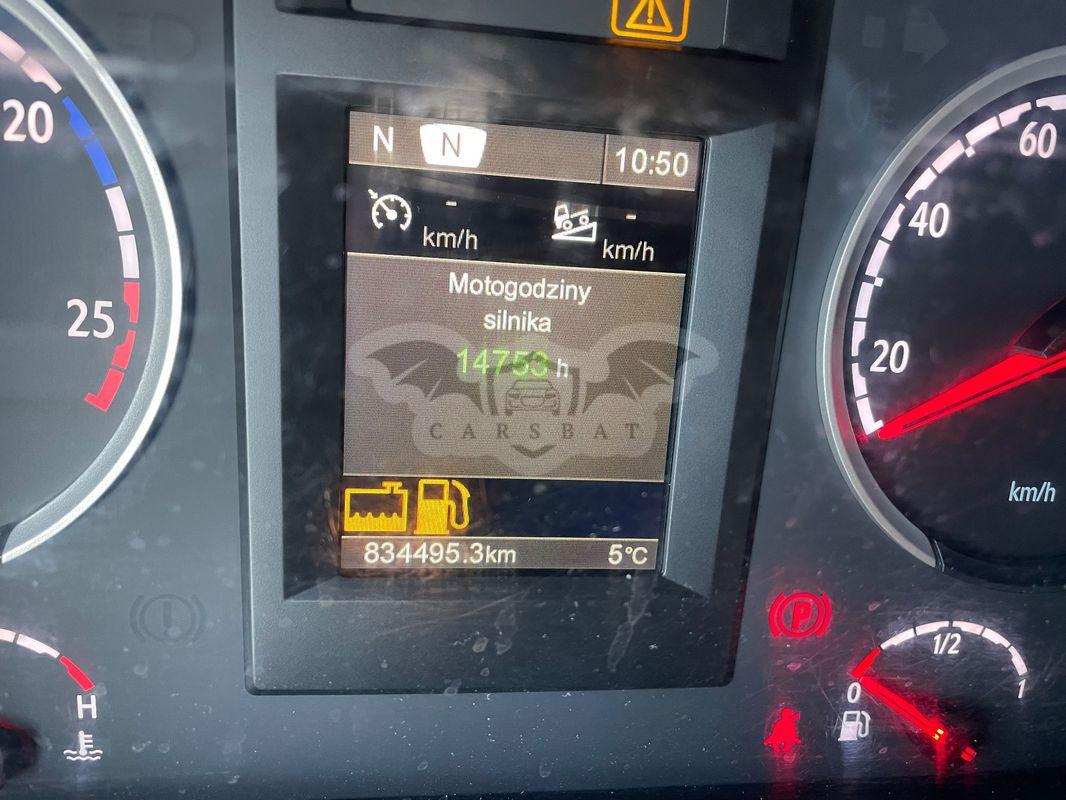 20
25
H
N N 10:50
- -
km/h km/h
Motogodziny
silnika
14753 h
CARSBAT
834495.3km 5°C
60
40
20
km/h
P
1/2
0 1